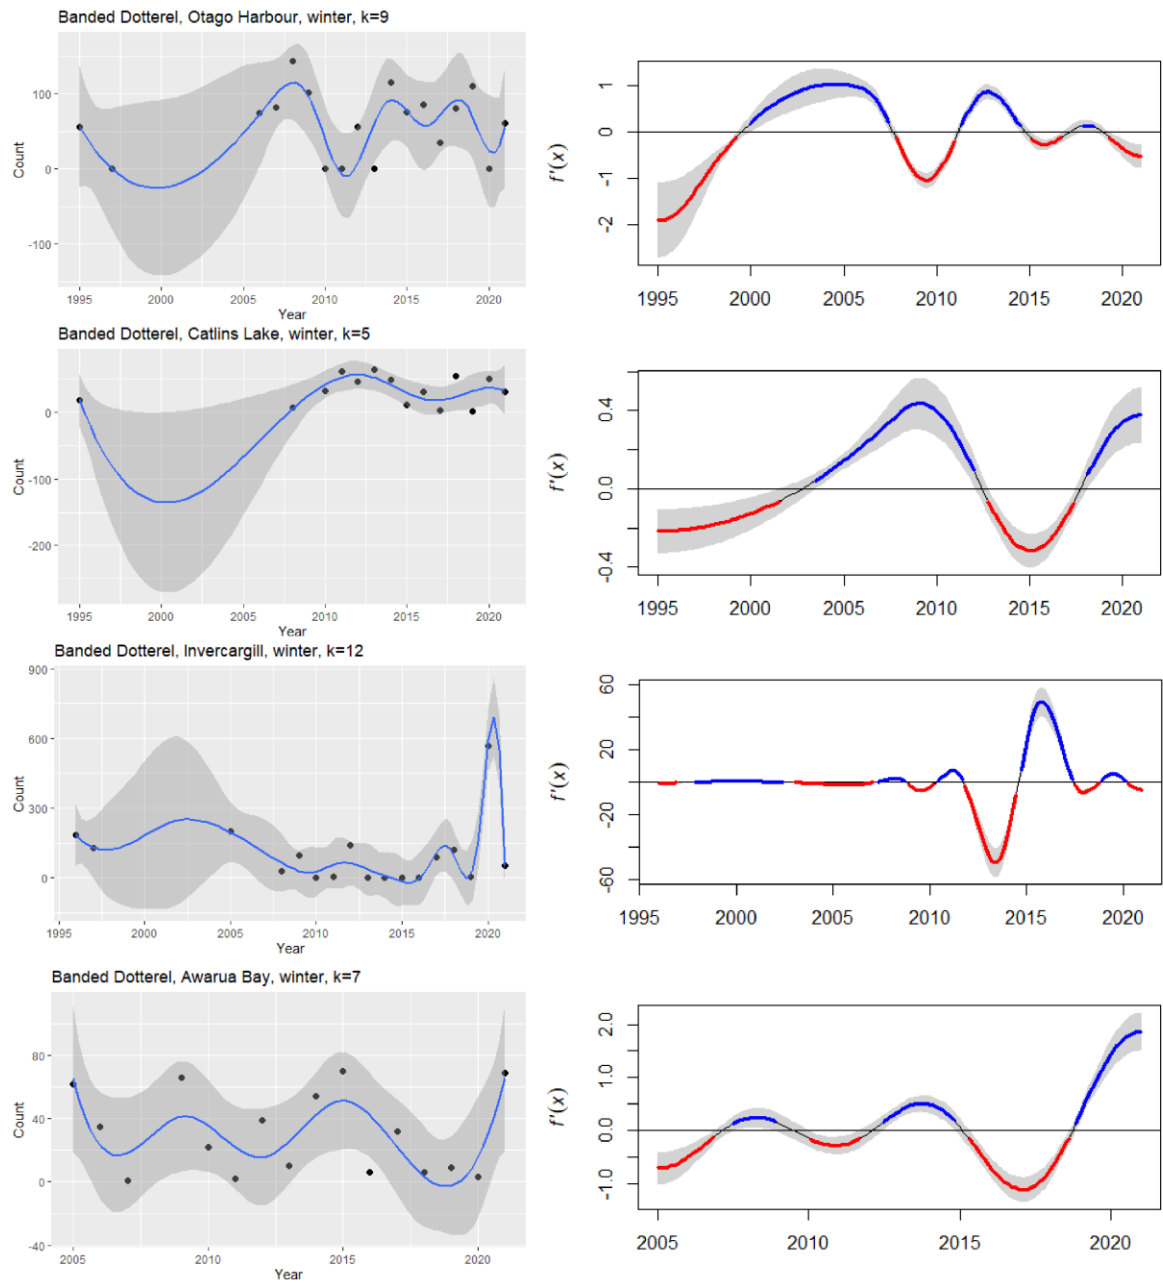 Banded Dotterel, Otago Harbour, winter, k=9
Count
100
0
-100
1995 2000 2005 2010 2015 2020
Year
f'(x)
1
0
-1
-2
1995 2000 2005 2010 2015 2020
Banded Dotterel, Catlins Lake, winter, k=5
Count
0
-100
-200
1995 2000 2005 2010 2015 2020
Year
f'(x)
0.4
0.0
-0.4
1995 2000 2005 2010 2015 2020
Banded Dotterel, Invercargill, winter, k=12
Count
900
600
300
0
1995 2000 2005 2010 2015 2020
Year
f'(x)
60
20
-20
-60
1995 2000 2005 2010 2015 2020
Banded Dotterel, Awarua Bay, winter, k=7
Count
80
40
0
-40
2005 2010 2015 2020
Year
f'(x)
2.0
1.0
0.0
-1.0
2005 2010 2015 2020